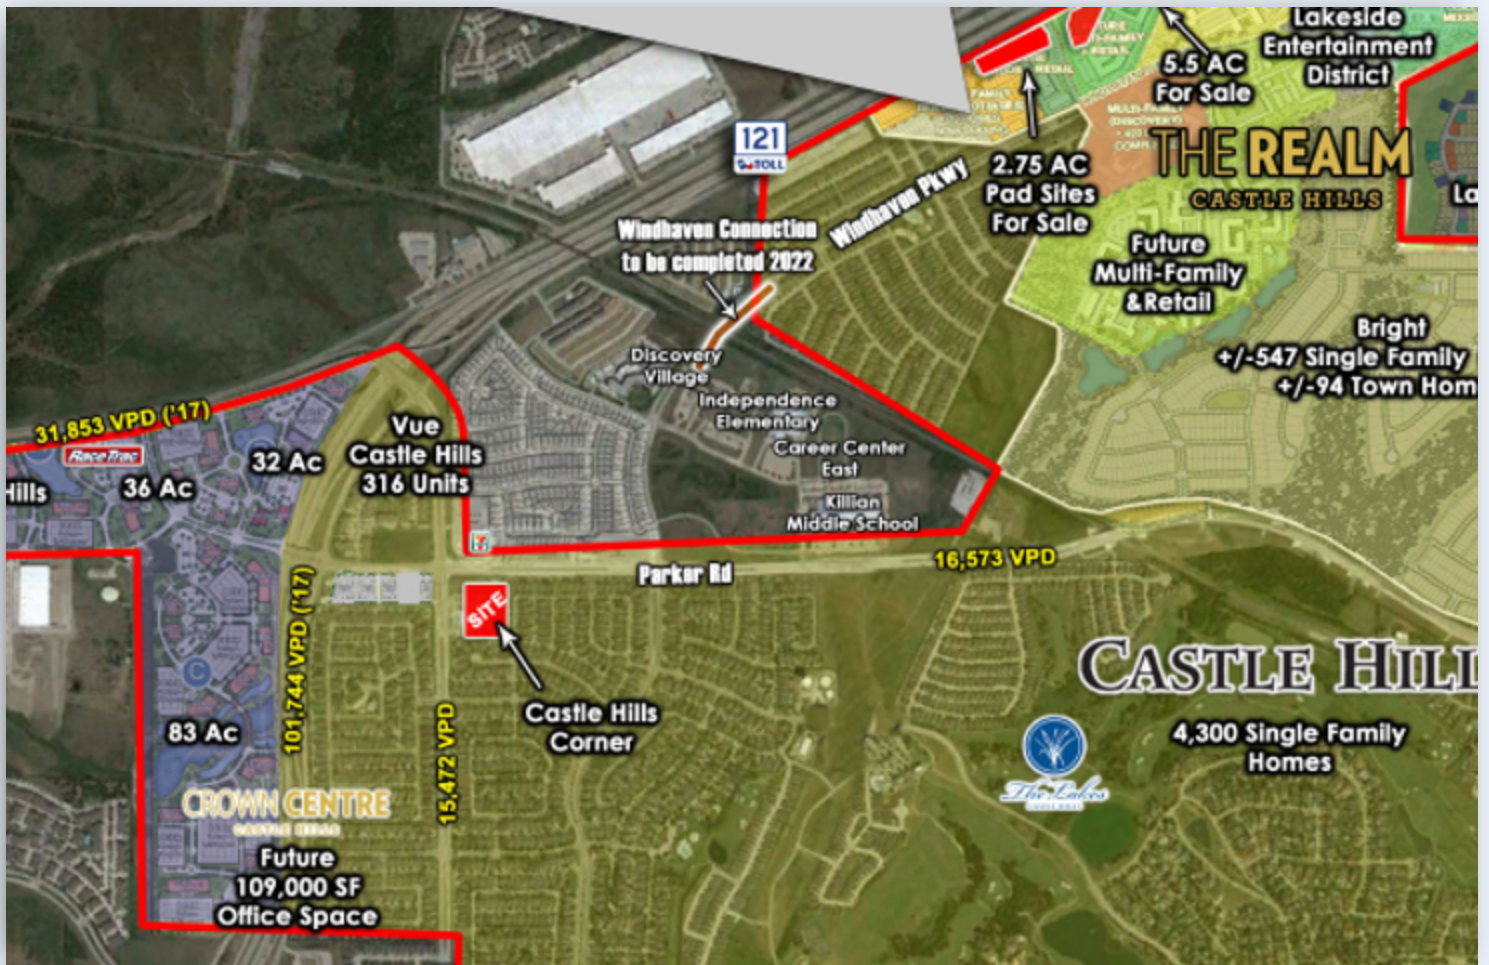 Lakeside
Entertainment
District
5.5 AC
For Sale
121
TOLL
2.75 AC
Pad Sites
For Sale
THE REALM
CASTLE HILLS
Windhaven Pkwy
Windhaven Connection
to be completed 2022
Future
Multi-Family
&Retail
Bright
+/-547 Single Family
+/-94 Town Hom
La
Discovery
Village
Independence
Elementary
Career Center
East
Killian
Middle School
31,853 VPD ('17)
RaceTrac
Hills
36 Ac
32 Ac
Vue
Castle Hills
316 Units
Parker Rd
16,573 VPD
SITE
101,744 VPD ('17)
15,472 VPD
Castle Hills
Corner
83 Ac
CASTLE HILL
The Lakes
4,300 Single Family
Homes
CROWN CENTRE
CASTLE HILLS
Future
109,000 SF
Office Space